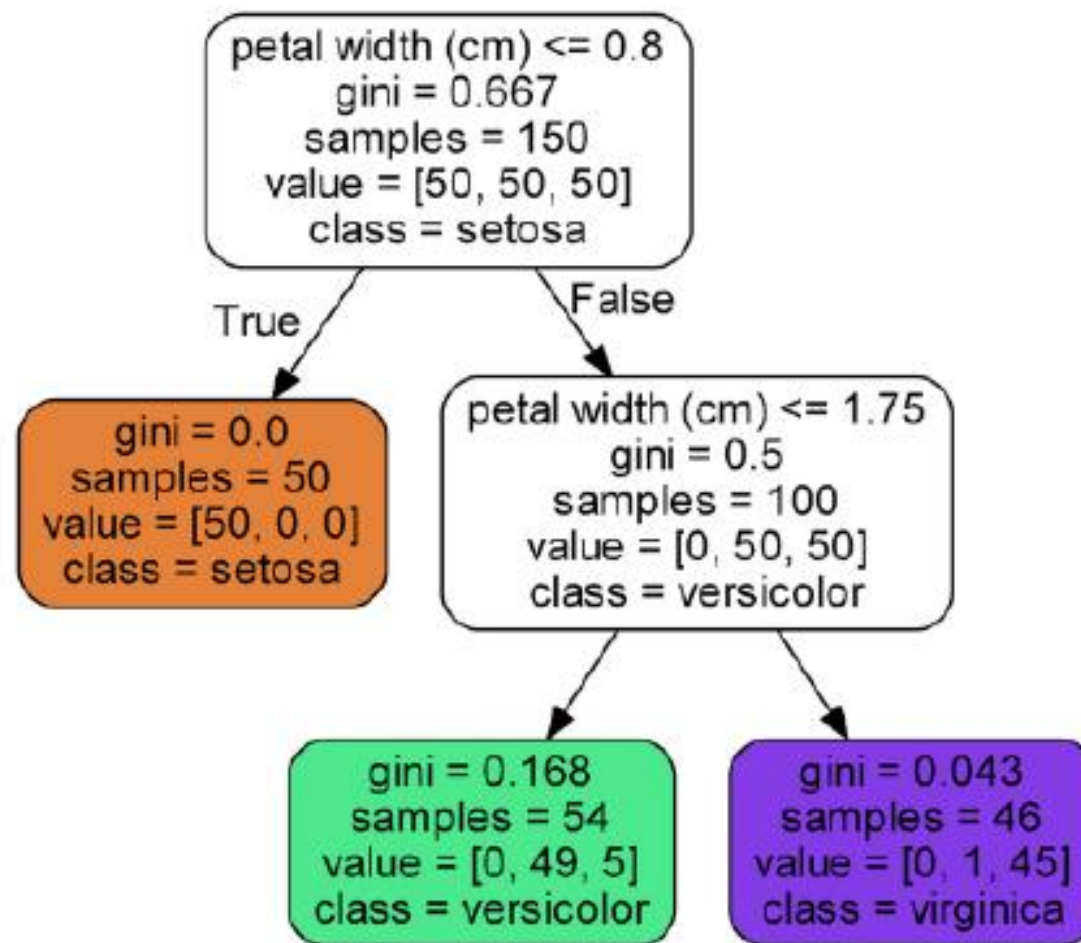 petal width (cm) <= 0.8
gini = 0.667
samples = 150
value = [50, 50, 50]
class = setosa
True
False
gini = 0.0
samples = 50
value = [50, 0, 0]
class = setosa
petal width (cm) <= 1.75
gini = 0.5
samples = 100
value = [0, 50, 50]
class = versicolor
gini = 0.168
samples = 54
value = [0, 49, 5]
class = versicolor
gini = 0.043
samples = 46
value = [0, 1, 45]
class = virginica